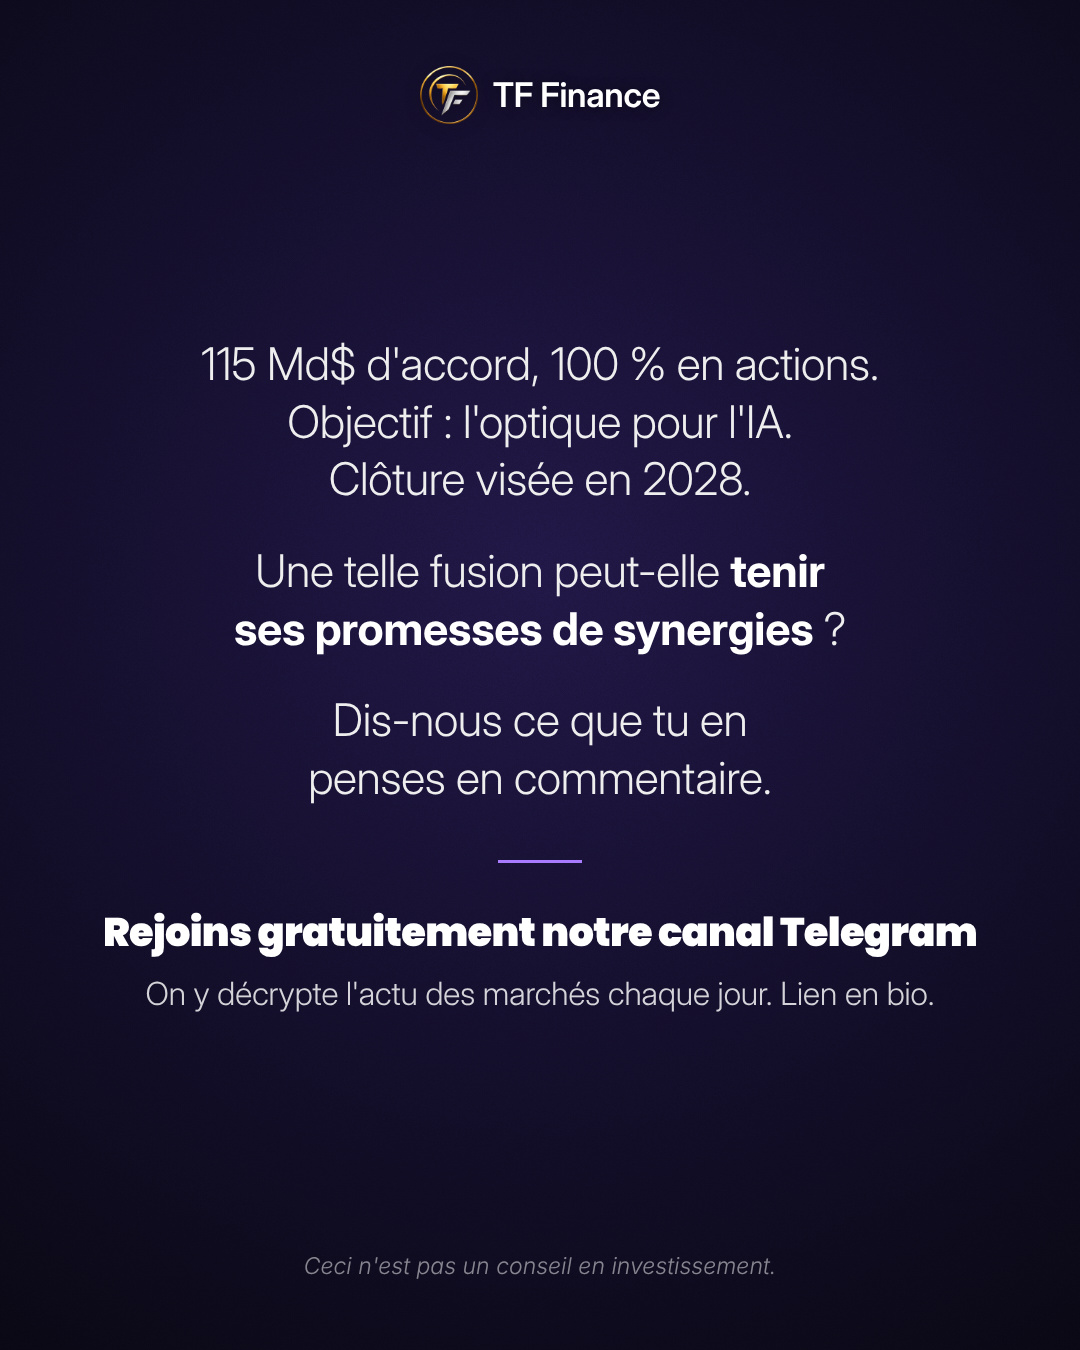 TF Finance
115 Md$ d'accord, 100 % en actions.
Objectif : l'optique pour l'IA.
Clôture visée en 2028.
Une telle fusion peut-elle tenir
ses promesses de synergies ?
Dis-nous ce que tu en
penses en commentaire.
Rejoins gratuitement notre canal Telegram
On y décrypte l'actu des marchés chaque jour. Lien en bio.
Ceci n'est pas un conseil en investissement.